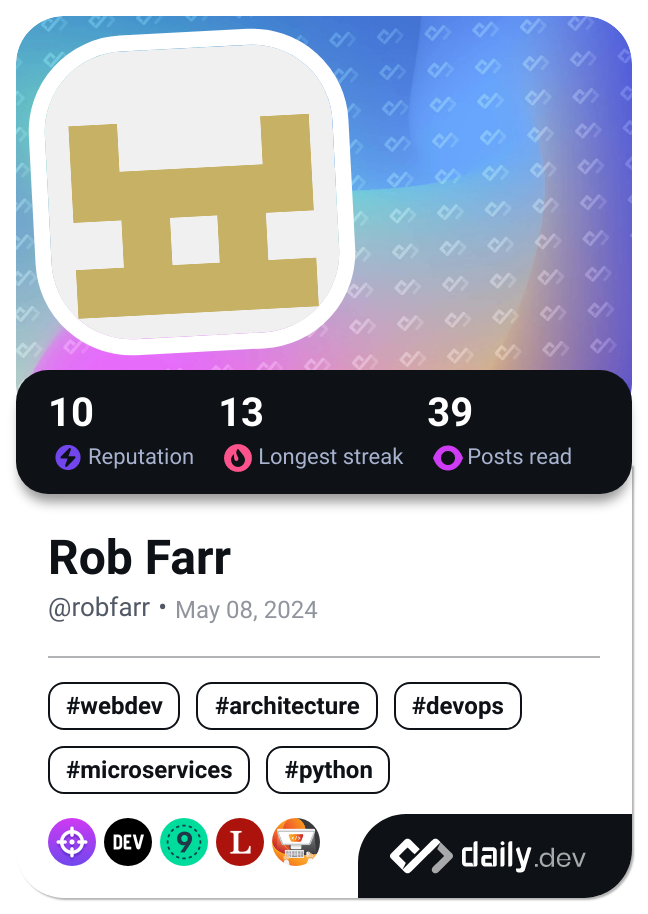 10 13 39
Reputation Longest streak Posts read
Rob Farr
@robfarr • May 08, 2024
#webdev #architecture #devops
#microservices #python
DEV 9 L
daily.dev